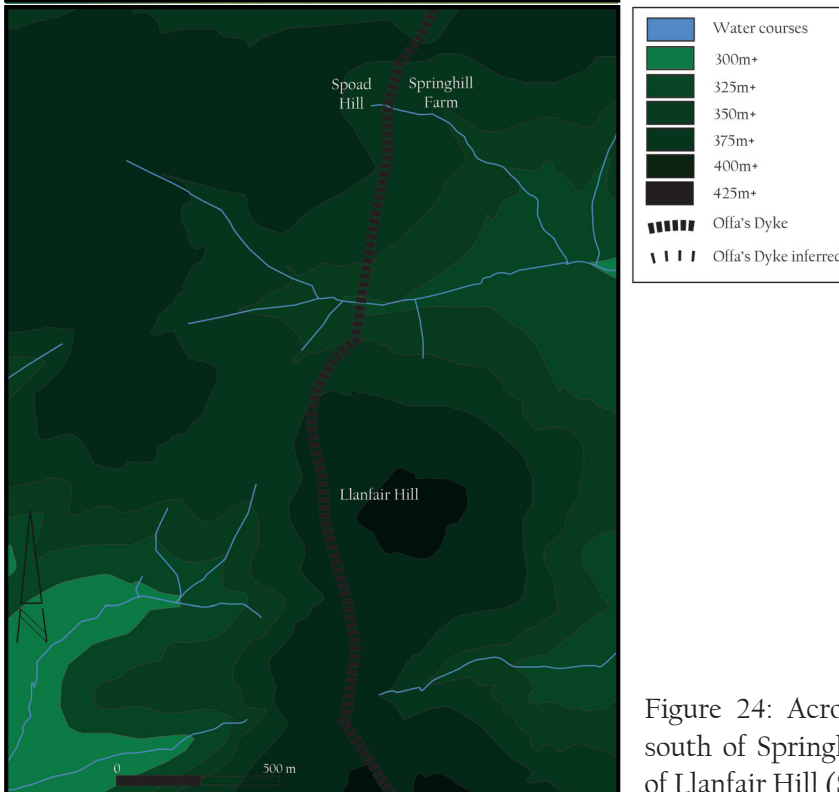 Spoad
Hill
Springhill
Farm
Llanfair Hill
0 500 m
Water courses
300m+
325m+
350m+
375m+
400m+
425m+
Offa's Dyke
Offa's Dyke inferred
Figure 24: Acro
south of Springh
of Llanfair Hill (S